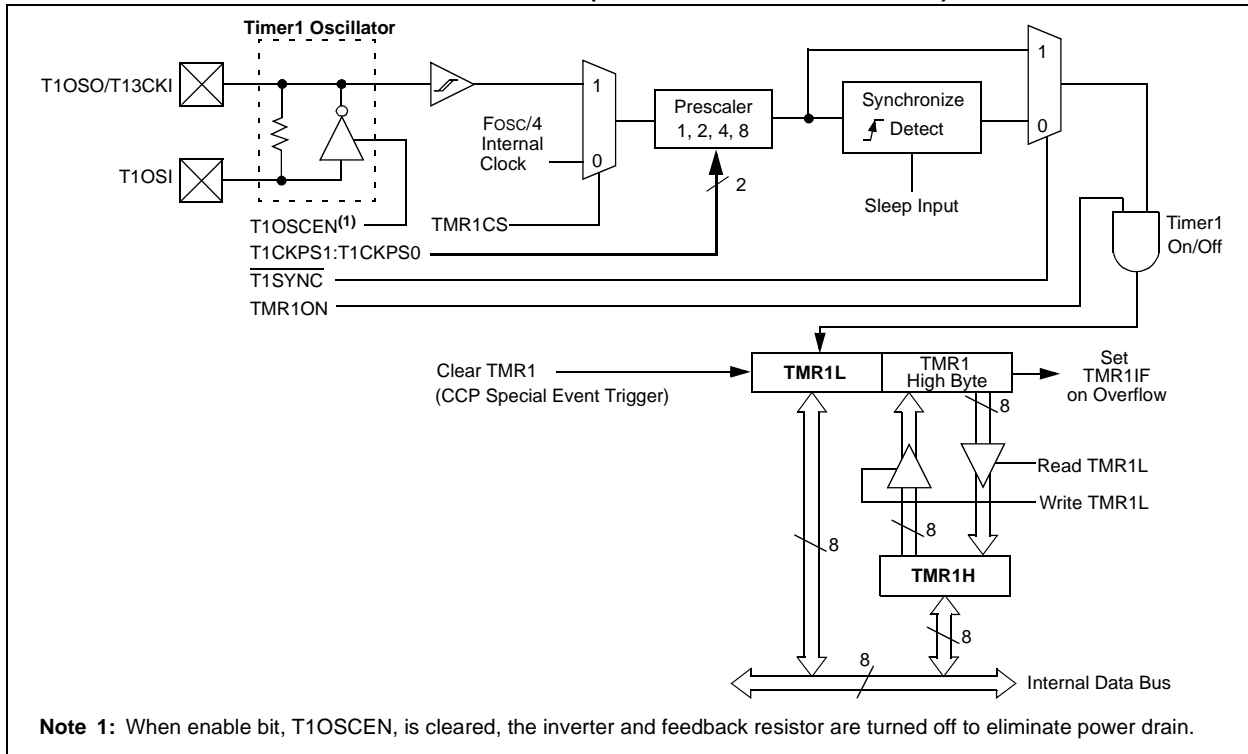 Timer1 Oscillator
T1OSO/T13CKI
T1OSI
FOSC/4
Internal
Clock
1
0
Prescaler
1, 2, 4, 8
2
Synchronize
Detect
Sleep Input
1
0
T1OSCEN(1)
TMR1CS
T1CKPS1:T1CKPS0
T1SYNC
TMR1ON
Timer1
On/Off
Clear TMR1
(CCP Special Event Trigger)
TMR1L
TMR1
High Byte
Set
TMR1IF
on Overflow
8
Read TMR1L
Write TMR1L
8
8
TMR1H
8
8
Internal Data Bus
Note 1: When enable bit, T1OSCEN, is cleared, the inverter and feedback resistor are turned off to eliminate power drain.